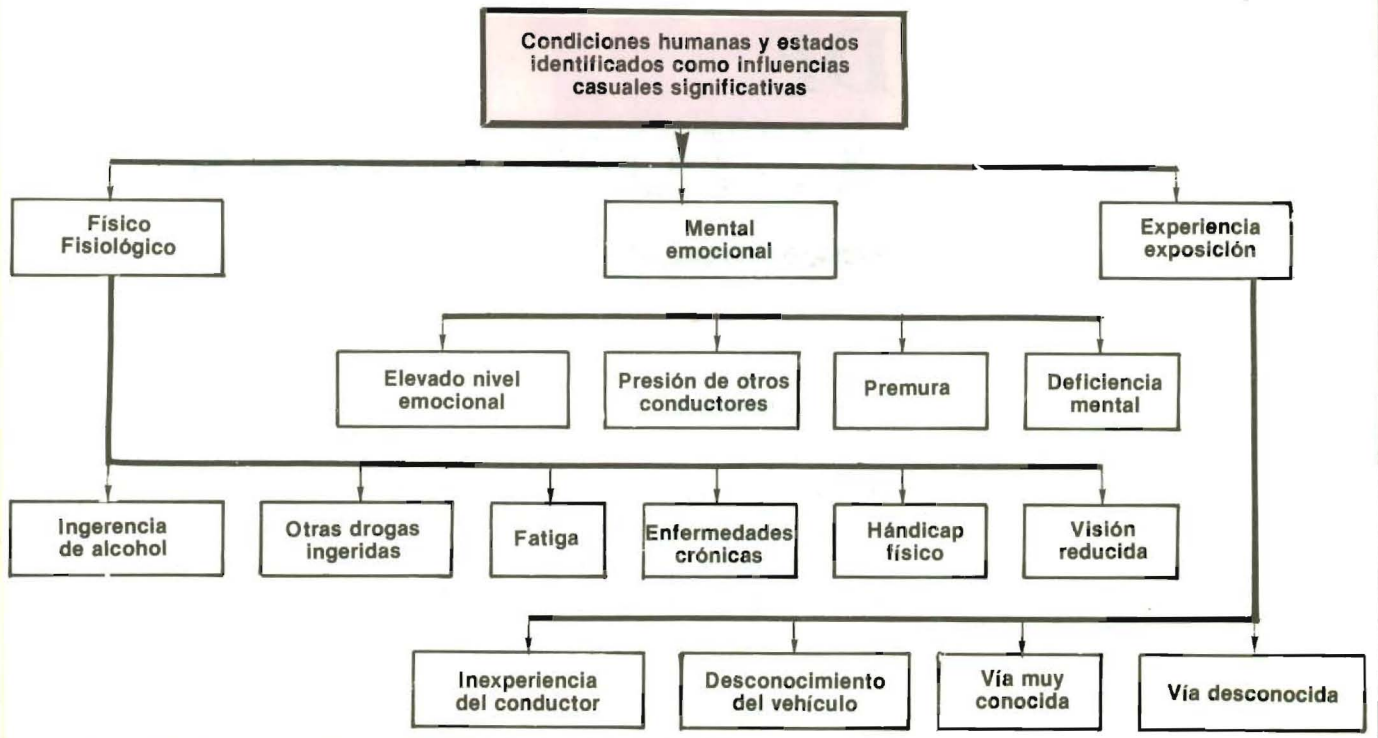 Condiciones humanas y estados
identificados como influencias
casuales significativas
Físico
Fisiológico
Mental
emocional
Experiencia
exposición
Elevado nivel
emocional
Presión de otros
conductores
Premura
Deficiencia
mental
Ingerencia
de alcohol
Otras drogas
ingeridas
Fatiga
Enfermedades
crónicas
Hándicap
físico
Visión
reducida
Inexperiencia
del conductor
Desconocimiento
del vehículo
Vía muy
conocida
Vía desconocida